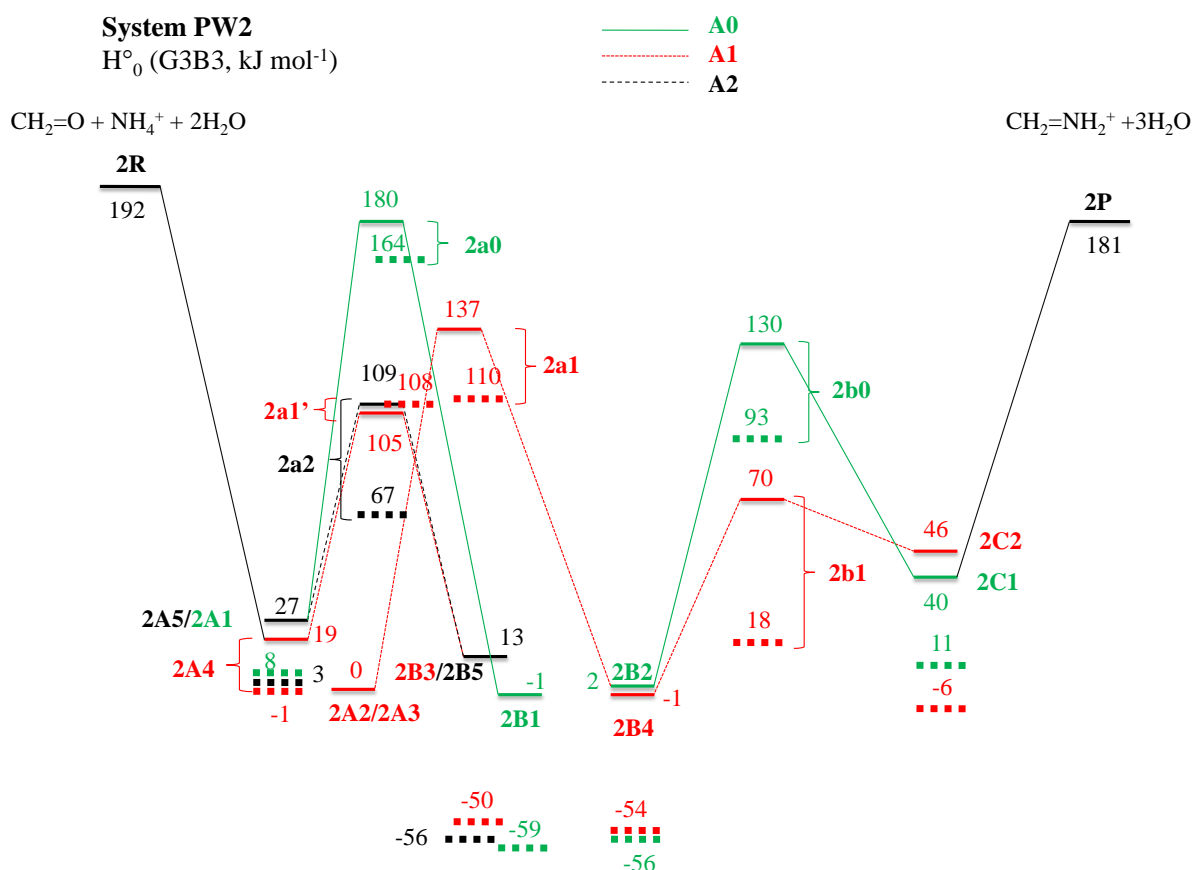 System PW2
H°0 (G3B3, kJ mol-1)
A0
A1
A2
CH2=O + NH4+ + 2H2O
CH2=NH2+ +3H2O
2R
192
2P
181
180
164
2a0
137
110
2a1
130
93
2b0
109
108
2a1’
105
2a2
67
70
2b1
18
46
2C2
2C1
40
11
-6
27
2A5/2A1
19
2A4
8
3
-1
0
2A2/2A3
13
2B3/2B5
-1
2B1
2
2B2
-1
2B4
-50
-56
-59
-54
-56